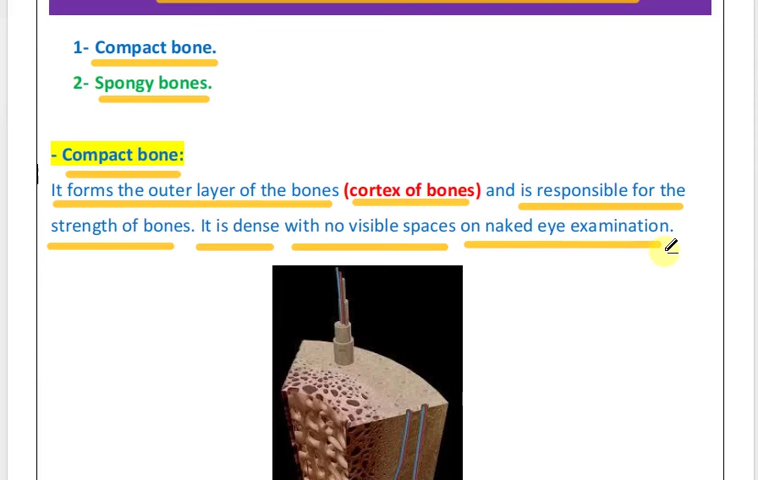 1- Compact bone.
2- Spongy bones.
- Compact bone:
It forms the outer layer of the bones (cortex of bones) and is responsible for the
strength of bones. It is dense with no visible spaces on naked eye examination.